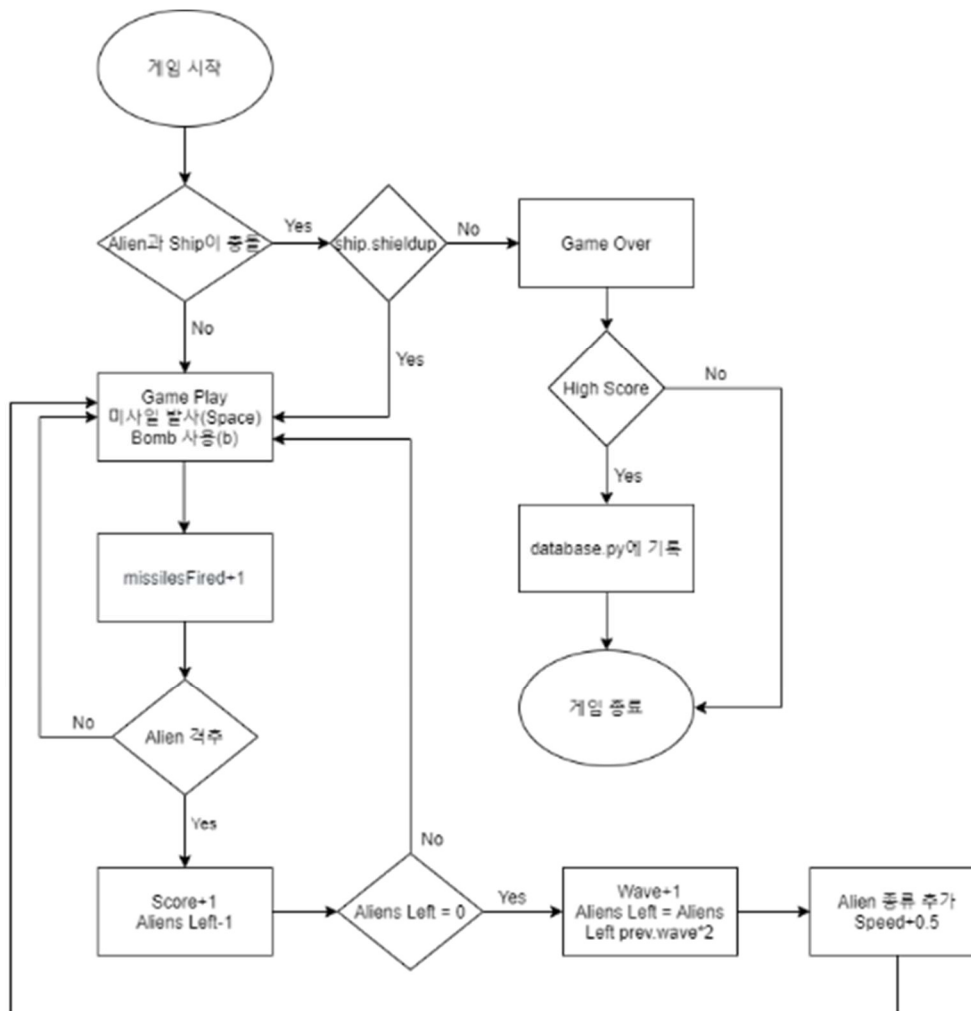 게임 시작
Alien과 Ship이 충돌
Yes
ship.shieldup
No
Game Over
No
Yes
High Score
No
Game Play
미사일 발사(Space)
Bomb 사용(b)
Yes
database.py에 기록
missilesFired+1
게임 종료
No
Alien 격추
Yes
No
Score+1
Aliens Left-1
Aliens Left = 0
Yes
Wave+1
Aliens Left = Aliens
Left prev.wave*2
Alien 종류 추가
Speed+0.5